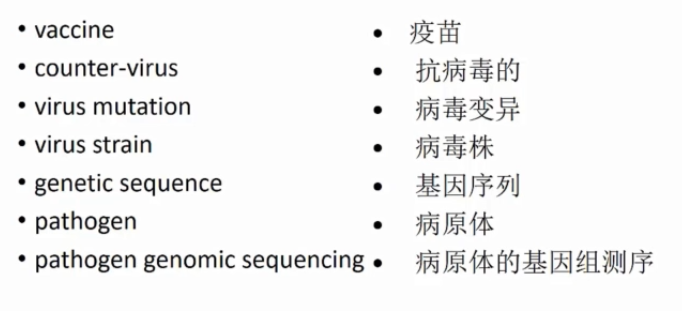 • vaccine • 疫苗
• counter-virus • 抗病毒的
• virus mutation • 病毒变异
• virus strain • 病毒株
• genetic sequence • 基因序列
• pathogen • 病原体
• pathogen genomic sequencing • 病原体的基因组测序